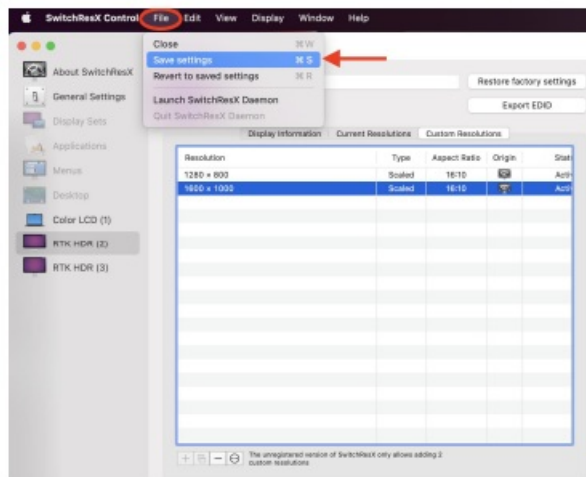 SwitchResX Control File Edit View Display Window Help
Close ⌘W
Save settings ⌘S
Revert to saved settings ⌘R
Launch SwitchResX Daemon
Quit SwitchResX Daemon
About SwitchResX
General Settings
Display Sets
Applications
Menus
Desktop
Color LCD (1)
RTK HDR (2)
RTK HDR (3)
Restore factory settings
Export EDID
Display Information Current Resolutions Custom Resolutions
Resolution Type Aspect Ratio Origin Stat
1280 × 800 Scaled 16:10 Activ
1600 × 1000 Scaled 16:10 Activ
The unregistered version of SwitchResX only allows adding 2
custom resolutions